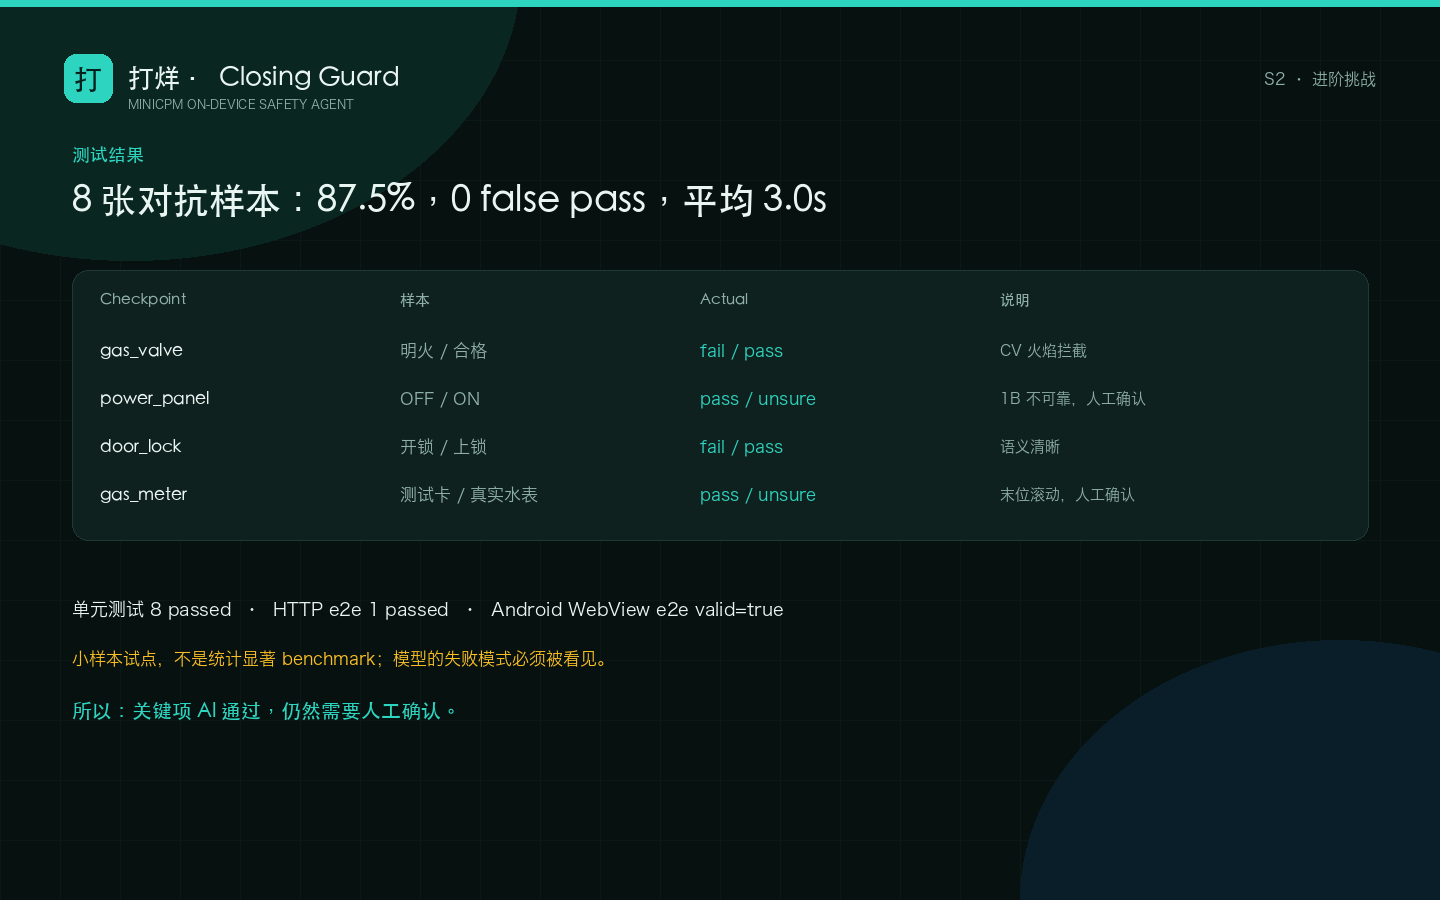 打
打烊 · Closing Guard
MINICPM ON-DEVICE SAFETY AGENT
S2 · 进阶挑战
测试结果
8 张对抗样本：87.5%，0 false pass，平均 3.0s
Checkpoint 样本 Actual 说明
gas_valve 明火 / 合格 fail / pass CV 火焰拦截
power_panel OFF / ON pass / unsure 1B 不可靠，人工确认
door_lock 开锁 / 上锁 fail / pass 语义清晰
gas_meter 测试卡 / 真实水表 pass / unsure 末位滚动，人工确认
单元测试 8 passed · HTTP e2e 1 passed · Android WebView e2e valid=true
小样本试点，不是统计显著 benchmark；模型的失败模式必须被看见。
所以：关键项 AI 通过，仍然需要人工确认。